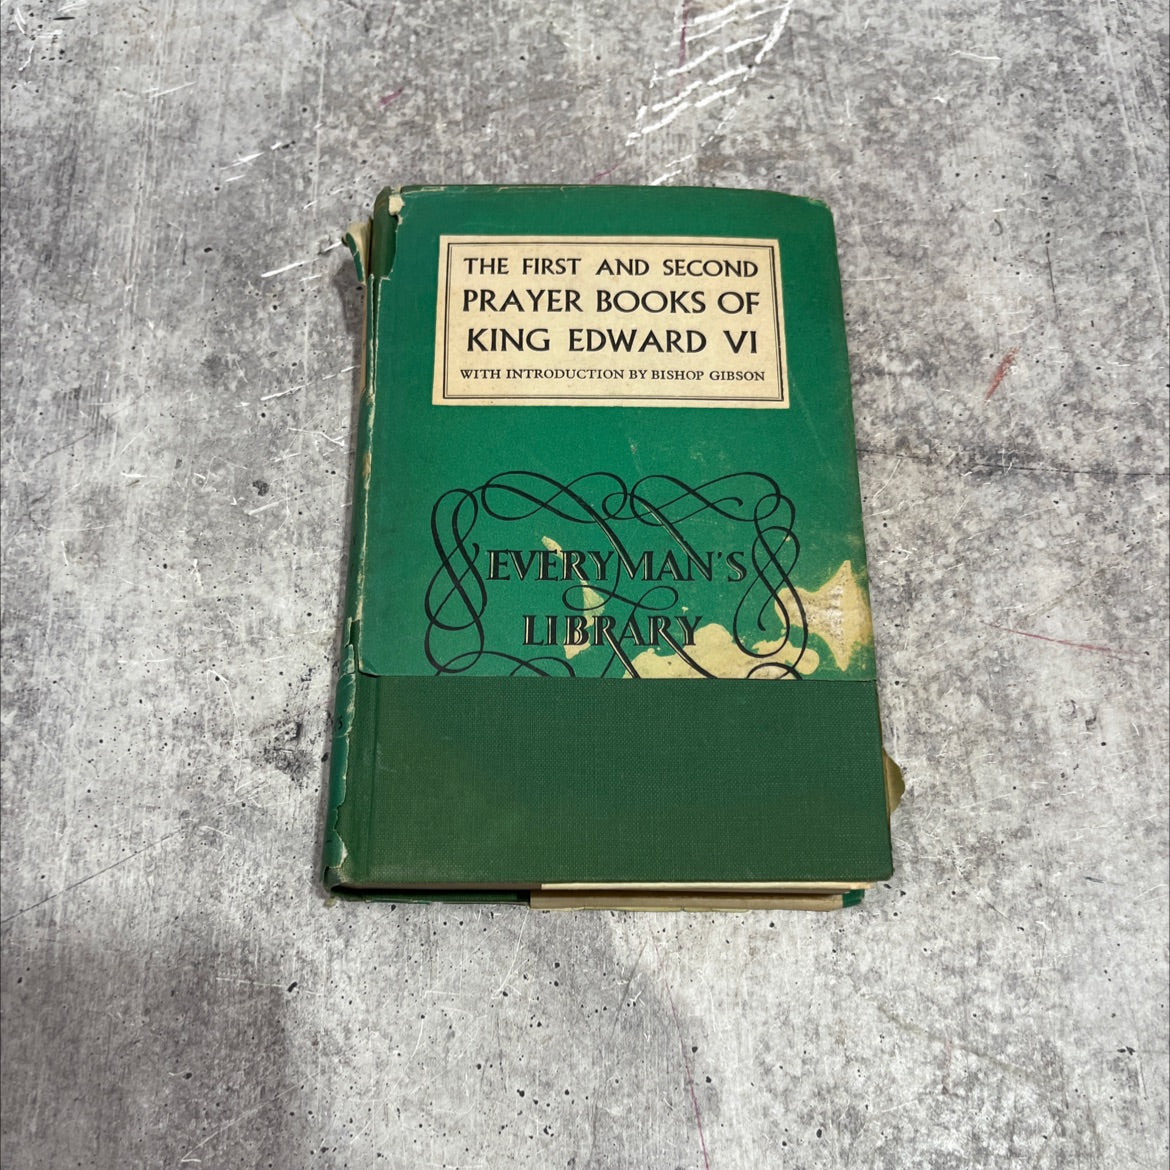 THE FIRST AND SECOND
PRAYER BOOKS OF
KING EDWARD VI
WITH INTRODUCTION BY BISHOP GIBSON
EVERYMAN'S
LIBRARY